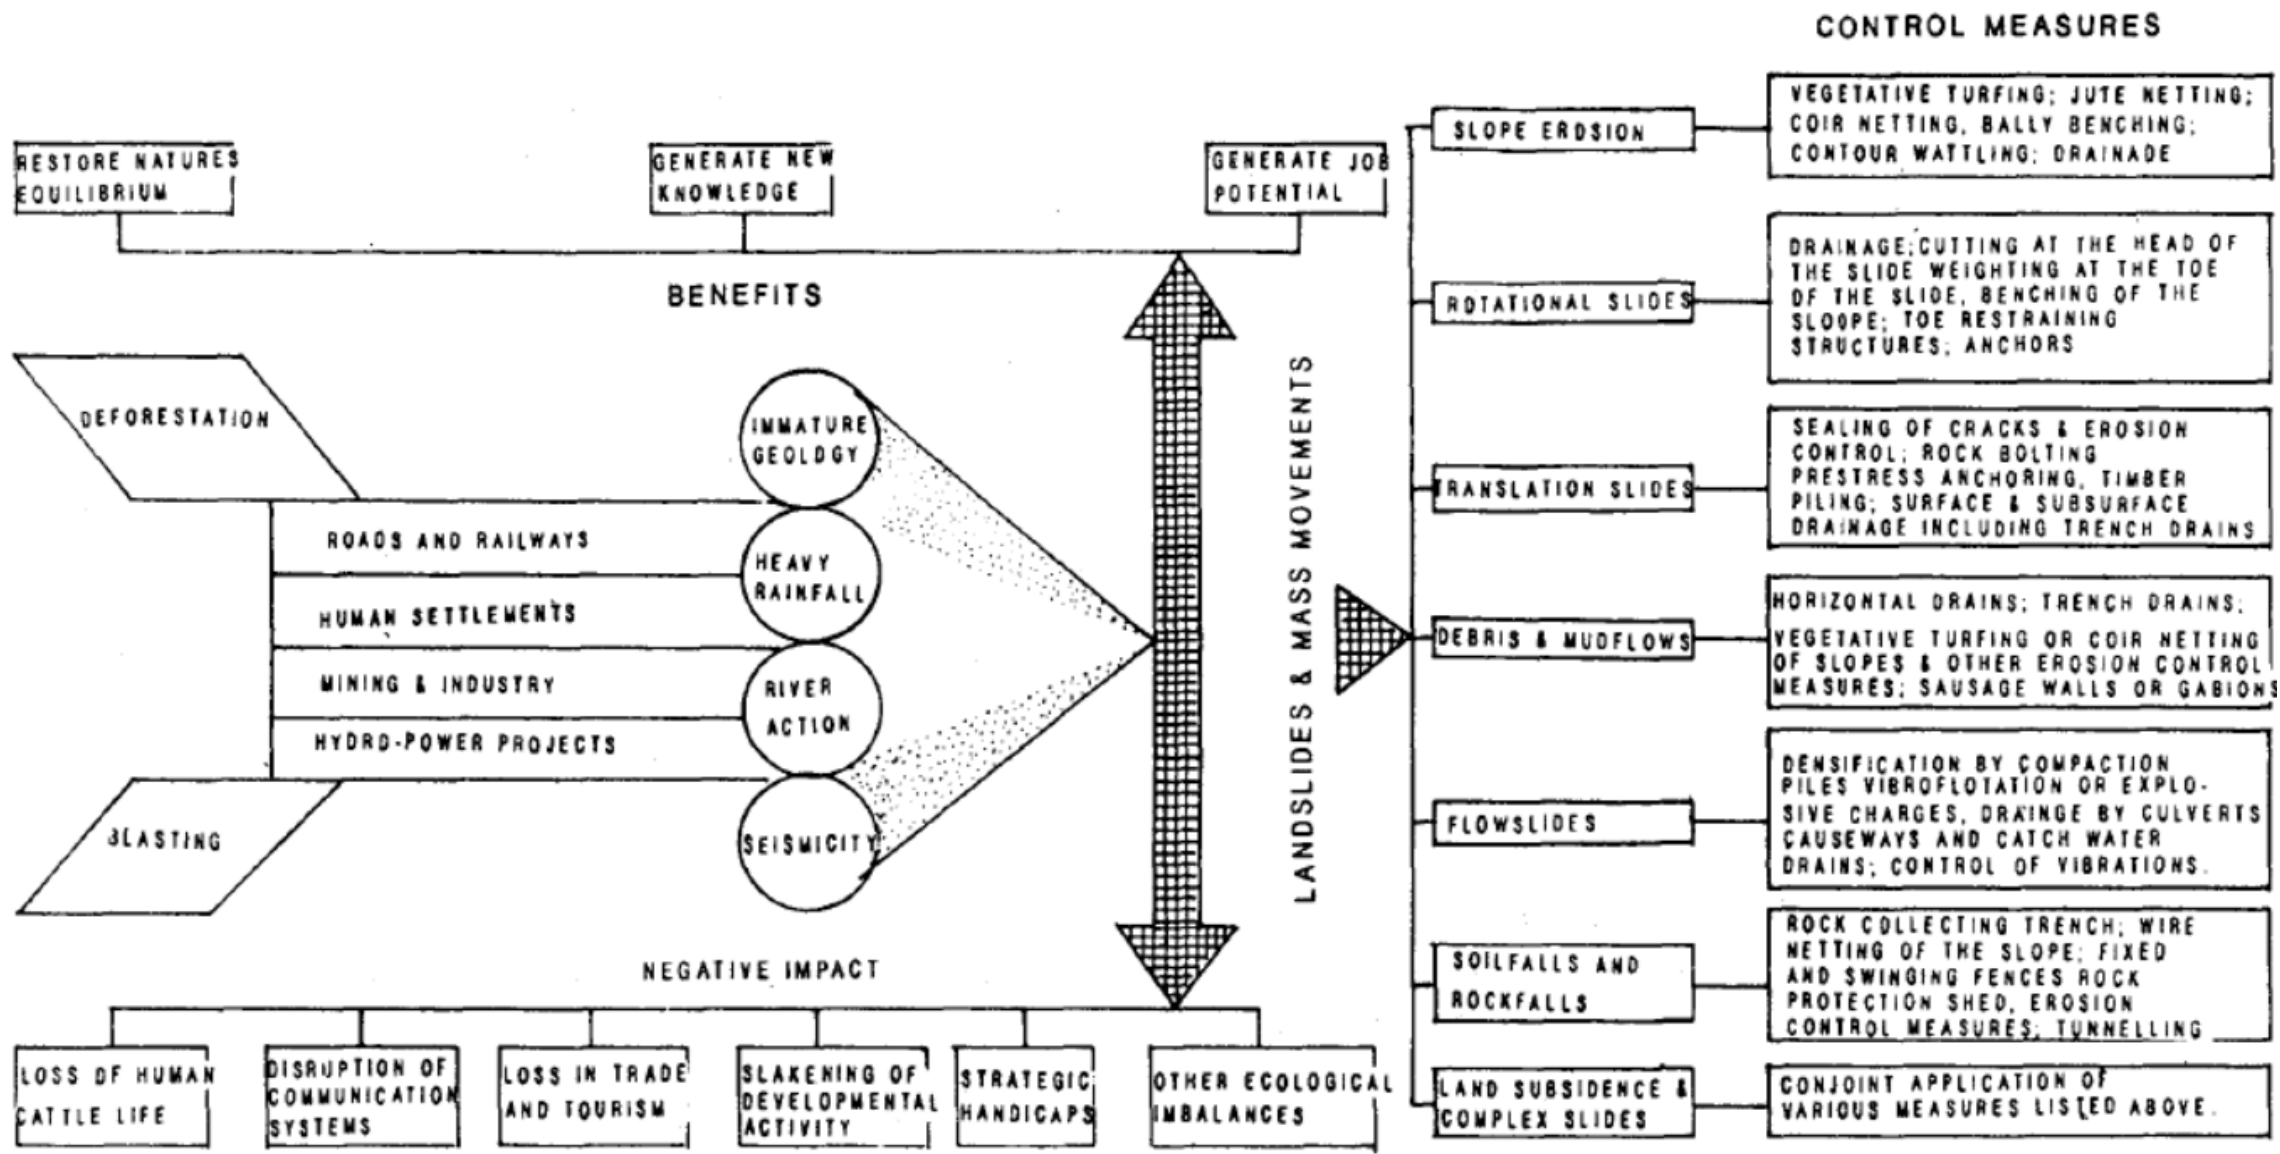 CONTROL MEASURES
RESTORE NATURES
EQUILIBRIUM
GENERATE NEW
KNOWLEDGE
GENERATE JOB
POTENTIAL
BENEFITS
DEFORESTATION
ROADS AND RAILWAYS
HUMAN SETTLEMENTS
MINING & INDUSTRY
HYDRO-POWER PROJECTS
BLASTING
IMMATURE
GEOLOGY
HEAVY
RAINFALL
RIVER
ACTION
SEISMICITY
NEGATIVE IMPACT
LOSS OF HUMAN
CATTLE LIFE
DISRUPTION OF
COMMUNICATION
SYSTEMS
LOSS IN TRADE
AND TOURISM
SLAKENING OF
DEVELOPMENTAL
ACTIVITY
STRATEGIC
HANDICAPS
OTHER ECOLOGICAL
IMBALANCES
LANDSLIDES & MASS MOVEMENTS
SLOPE EROSION
VEGETATIVE TURFING; JUTE NETTING;
COIR NETTING, BALLY BENCHING;
CONTOUR WATTLING; DRAINADE
ROTATIONAL SLIDES
DRAINAGE;CUTTING AT THE HEAD OF
THE SLIDE WEIGHTING AT THE TOE
OF THE SLIDE, BENCHING OF THE
SLOOPE; TOE RESTRAINING
STRUCTURES; ANCHORS
TRANSLATION SLIDES
SEALING OF CRACKS & EROSION
CONTROL; ROCK BOLTING
PRESTRESS ANCHORING, TIMBER
PILING; SURFACE & SUBSURFACE
DRAINAGE INCLUDING TRENCH DRAINS
DEBRIS & MUDFLOWS
HORIZONTAL DRAINS; TRENCH DRAINS;
VEGETATIVE TURFING OR COIR NETTING
OF SLOPES & OTHER EROSION CONTROL
MEASURES; SAUSAGE WALLS OR GABIONS
FLOWSLIDES
DENSIFICATION BY COMPACTION
PILES VIBROFLOTATION OR EXPLO-
SIVE CHARGES, DRAINGE BY CULVERTS
CAUSEWAYS AND CATCH WATER
DRAINS; CONTROL OF VIBRATIONS.
SOILFALLS AND
ROCKFALLS
ROCK COLLECTING TRENCH; WIRE
NETTING OF THE SLOPE; FIXED
AND SWINGING FENCES ROCK
PROTECTION SHED, EROSION
CONTROL MEASURES; TUNNELLING
LAND SUBSIDENCE &
COMPLEX SLIDES
CONJOINT APPLICATION OF
VARIOUS MEASURES LISTED ABOVE.